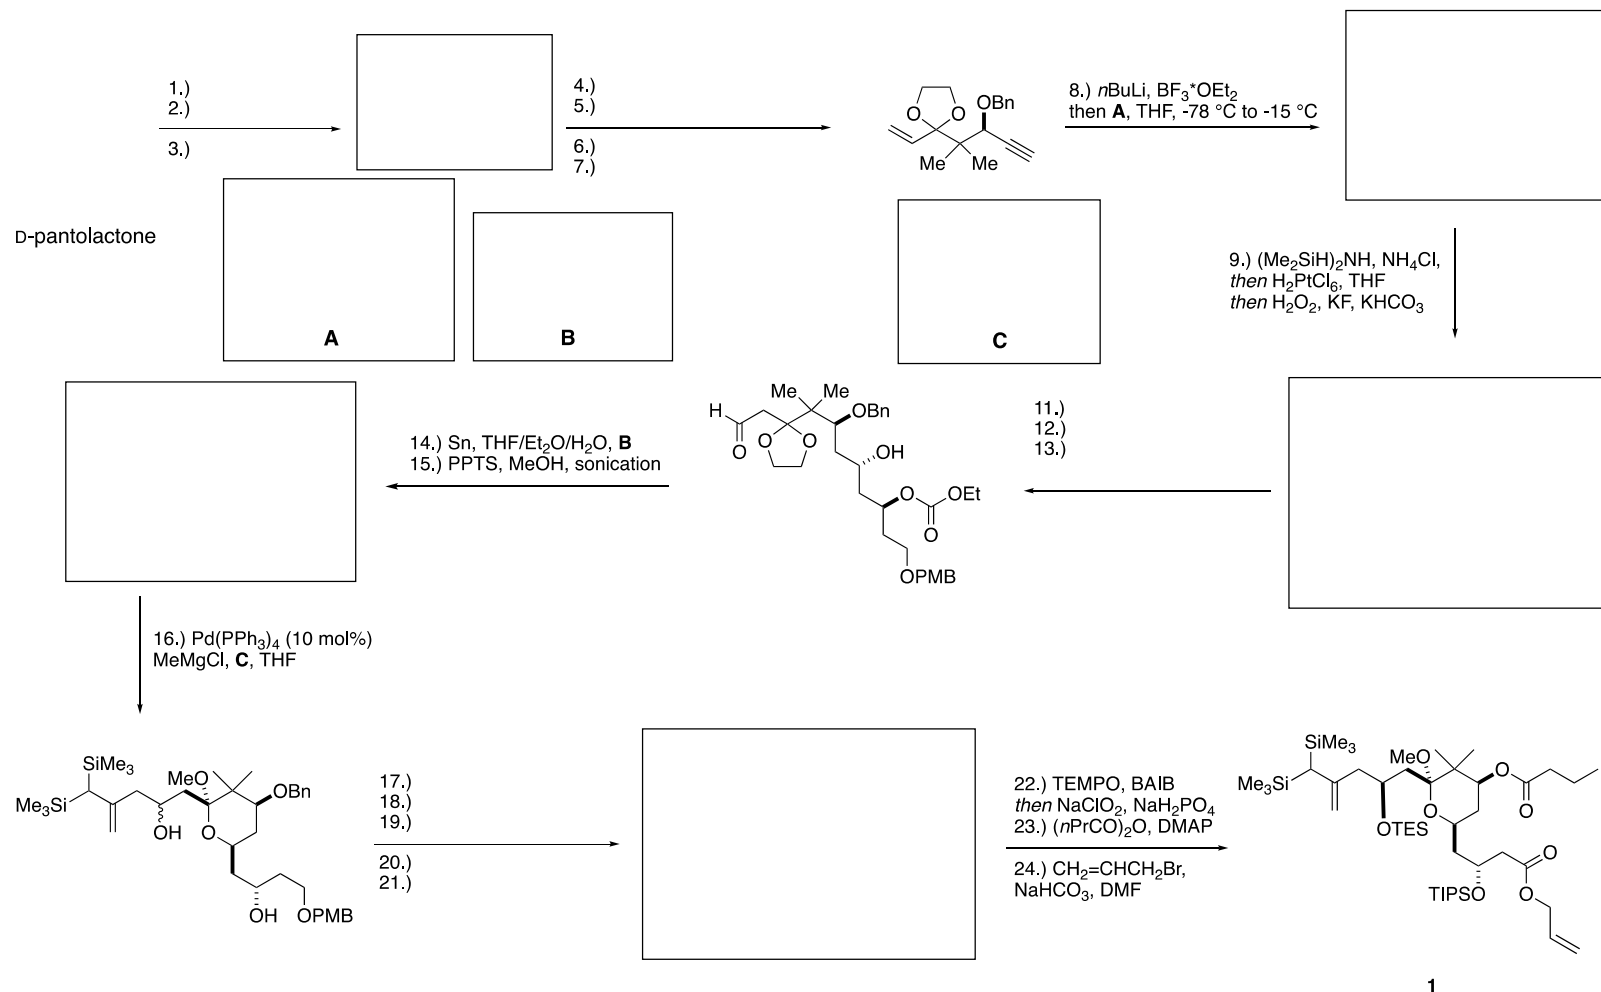 1.)
2.)
3.)
4.)
5.)
6.)
7.)
O O
OBn
Me Me
8.) nBuLi, BF3*OEt2
then A, THF, -78 °C to -15 °C
D-pantolactone
A
B
C
9.) (Me2SiH)2NH, NH4Cl,
then H2PtCl6, THF
then H2O2, KF, KHCO3
11.)
12.)
13.)
Me Me
H
OBn
O
O O
OH
O OEt
O
OPMB
14.) Sn, THF/Et2O/H2O, B
15.) PPTS, MeOH, sonication
16.) Pd(PPh3)4 (10 mol%)
MeMgCl, C, THF
SiMe3
Me3Si
MeO
OBn
OH
O
OH
OPMB
17.)
18.)
19.)
20.)
21.)
22.) TEMPO, BAIB
then NaClO2, NaH2PO4
23.) (nPrCO)2O, DMAP
24.) CH2=CHCH2Br,
NaHCO3, DMF
SiMe3
Me3Si
MeO
O
O
OTES
O
O
TIPSO
O
1